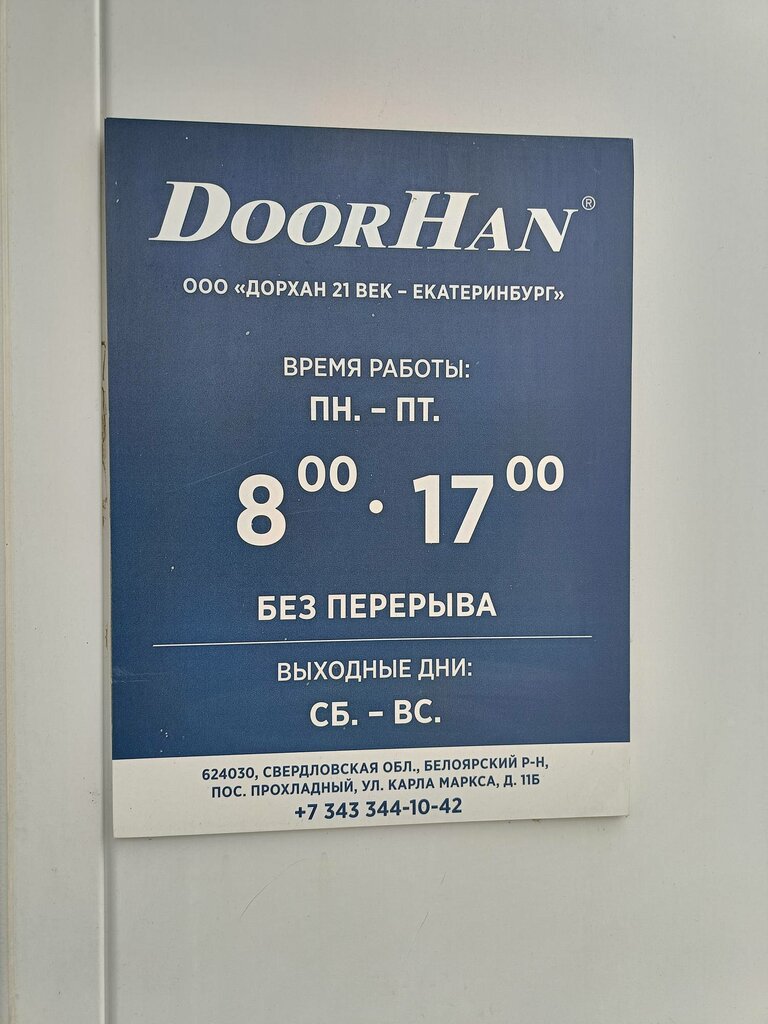 DOORHAN®
ООО «ДОРХАН 21 ВЕК – ЕКАТЕРИНБУРГ»
ВРЕМЯ РАБОТЫ:
ПН. – ПТ.
8 00 · 17 00
БЕЗ ПЕРЕРЫВА
ВЫХОДНЫЕ ДНИ:
СБ. – ВС.
624030, СВЕРДЛОВСКАЯ ОБЛ., БЕЛОЯРСКИЙ Р-Н,
ПОС. ПРОХЛАДНЫЙ, УЛ. КАРЛА МАРКСА, Д. 11Б
+7 343 344-10-42